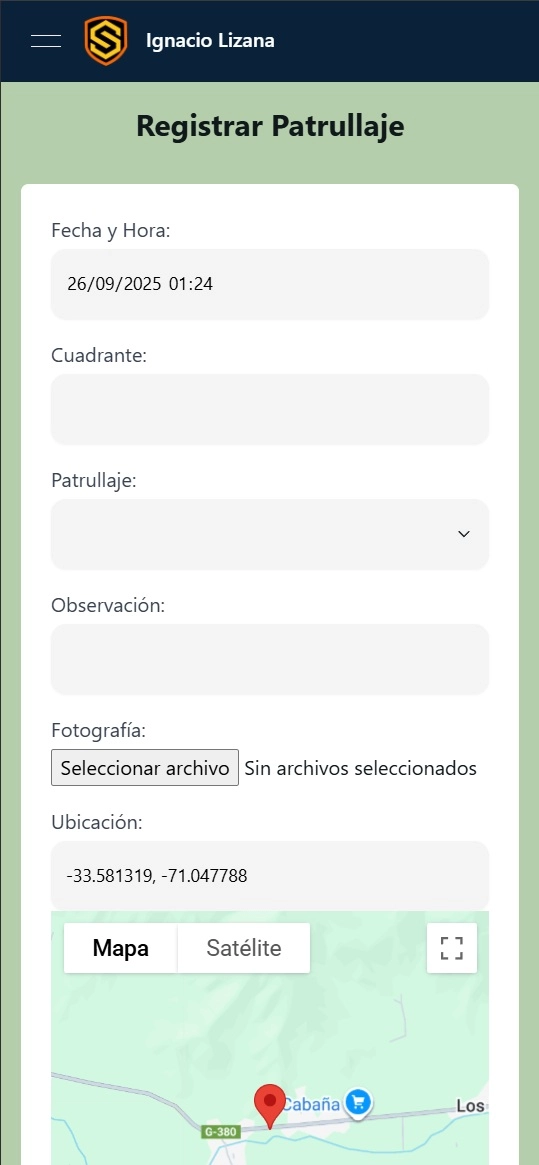 Ignacio Lizana
Registrar Patrullaje
Fecha y Hora:
26/09/2025 01:24
Cuadrante:
Patrullaje:
Observación:
Fotografía:
Seleccionar archivo Sin archivos seleccionados
Ubicación:
-33.581319, -71.047788
Mapa Satélite
Cabaña
Los
G-380